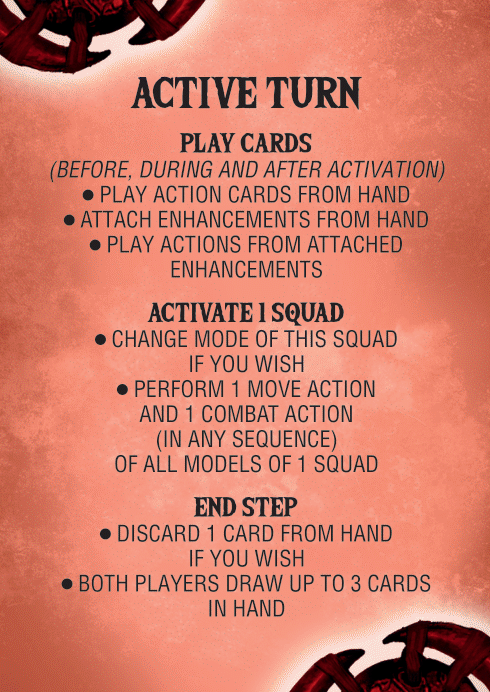 ACTIVE TURN
PLAY CARDS
(BEFORE, DURING AND AFTER ACTIVATION)
● PLAY ACTION CARDS FROM HAND
● ATTACH ENHANCEMENTS FROM HAND
● PLAY ACTIONS FROM ATTACHED
ENHANCEMENTS
ACTIVATE 1 SQUAD
● CHANGE MODE OF THIS SQUAD
IF YOU WISH
● PERFORM 1 MOVE ACTION
AND 1 COMBAT ACTION
(IN ANY SEQUENCE)
OF ALL MODELS OF 1 SQUAD
END STEP
● DISCARD 1 CARD FROM HAND
IF YOU WISH
● BOTH PLAYERS DRAW UP TO 3 CARDS
IN HAND